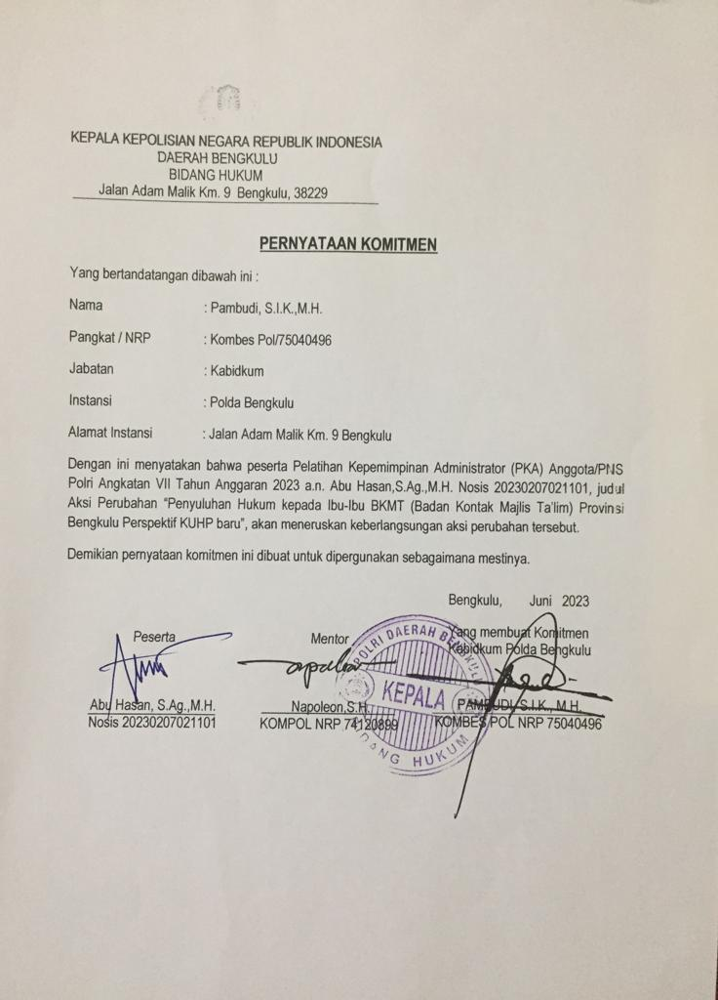 KEPALA KEPOLISIAN NEGARA REPUBLIK INDONESIA
DAERAH BENGKULU
BIDANG HUKUM
Jalan Adam Malik Km. 9 Bengkulu, 38229
PERNYATAAN KOMITMEN
Yang bertandatangan dibawah ini :
Nama : Pambudi, S.I.K.,M.H.
Pangkat / NRP : Kombes Pol/75040496
Jabatan : Kabidkum
Instansi : Polda Bengkulu
Alamat Instansi : Jalan Adam Malik Km. 9 Bengkulu
Dengan ini menyatakan bahwa peserta Pelatihan Kepemimpinan Administrator (PKA) Anggota/PNS
Polri Angkatan VII Tahun Anggaran 2023 a.n. Abu Hasan,S.Ag.,M.H. Nosis 20230207021101, judul
Aksi Perubahan “Penyuluhan Hukum kepada Ibu-Ibu BKMT (Badan Kontak Majlis Ta’lim) Provinsi
Bengkulu Perspektif KUHP baru”, akan meneruskan keberlangsungan aksi perubahan tersebut.
Demikian pernyataan komitmen ini dibuat untuk dipergunakan sebagaimana mestinya.
Bengkulu, Juni 2023
Peserta
Abu Hasan, S.Ag.,M.H.
Nosis 20230207021101
Mentor
Napoleon,S.H.
KOMPOL NRP 74120899
Yang membuat Komitmen
Kabidkum Polda Bengkulu
PAMBUDI, S.I.K., M.H.
KOMBES POL NRP 75040496
POLRI DAERAH BENGKULU
KEPALA
BIDANG HUKUM